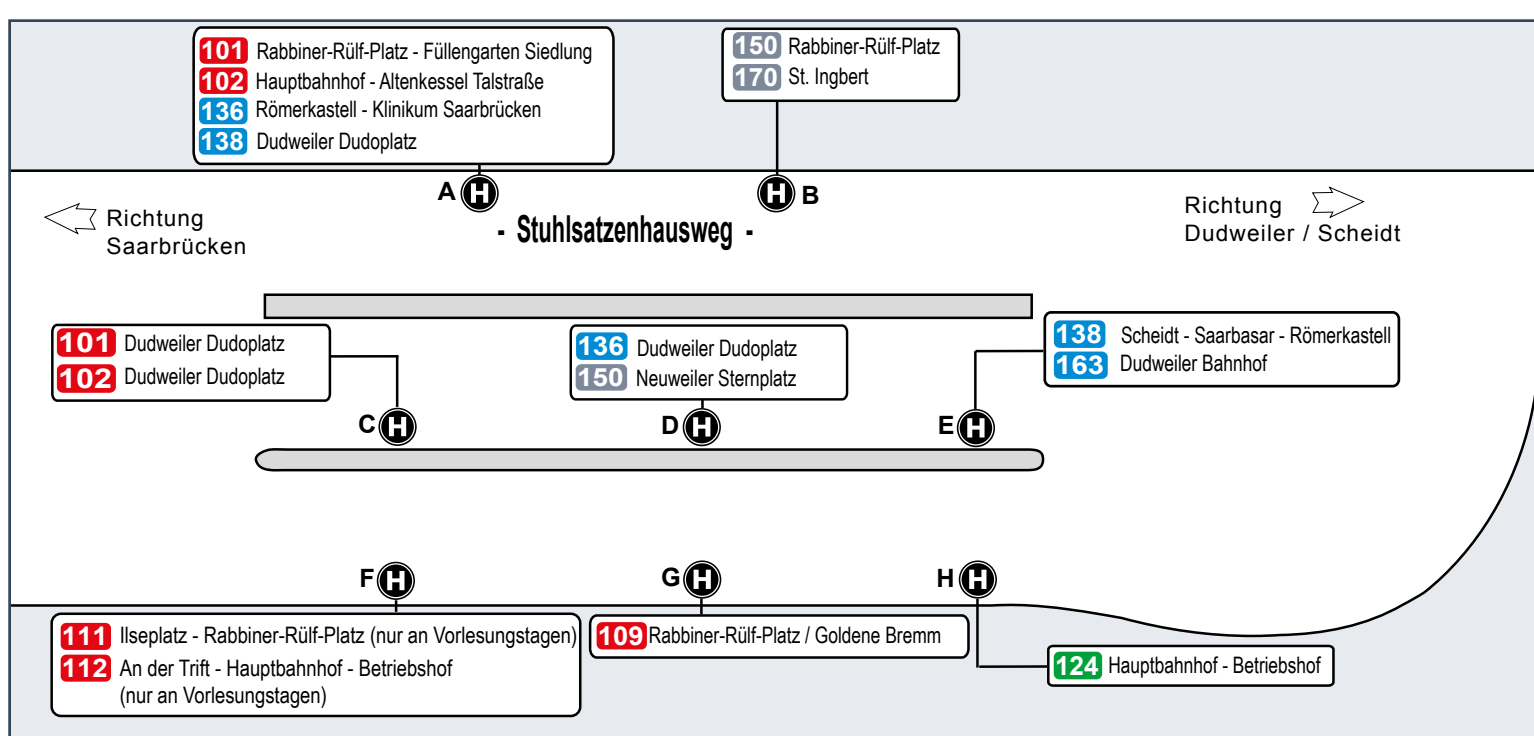 101 Rabbiner-Rülf-Platz - Füllengarten Siedlung
102 Hauptbahnhof - Altenkessel Talstraße
136 Römerkastell - Klinikum Saarbrücken
138 Dudweiler Dudoplatz
150 Rabbiner-Rülf-Platz
170 St. Ingbert
A H
H B
Richtung
Saarbrücken
- Stuhlsatzenhausweg -
Richtung
Dudweiler / Scheidt
101 Dudweiler Dudoplatz
102 Dudweiler Dudoplatz
136 Dudweiler Dudoplatz
150 Neuweiler Sternplatz
138 Scheidt - Saarbasar - Römerkastell
163 Dudweiler Bahnhof
C H
D H
E H
F H
G H
H H
111 Ilseplatz - Rabbiner-Rülf-Platz (nur an Vorlesungstagen)
112 An der Trift - Hauptbahnhof - Betriebshof
(nur an Vorlesungstagen)
109 Rabbiner-Rülf-Platz / Goldene Bremm
124 Hauptbahnhof - Betriebshof